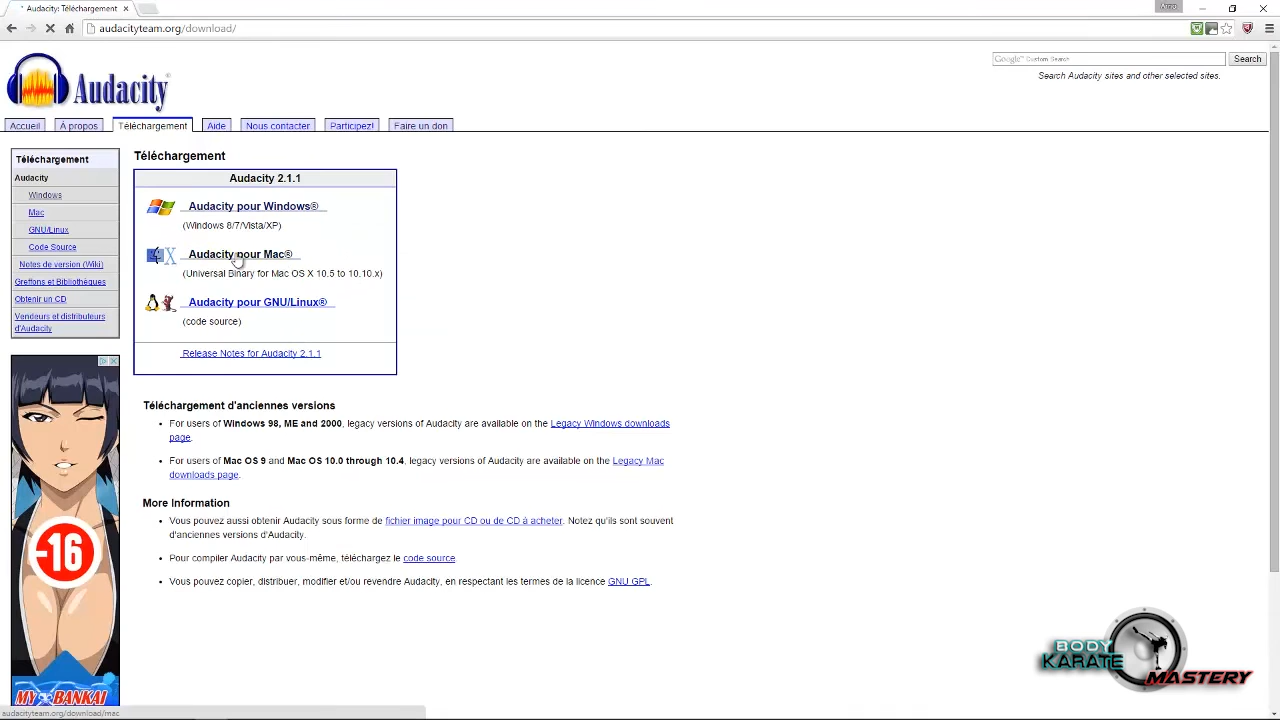 Audacity: Téléchargement
audacityteam.org/download/
Audacity
Google™ Custom Search
Search
Search Audacity sites and other selected sites.
Accueil
À propos
Téléchargement
Aide
Nous contacter
Participez!
Faire un don
Téléchargement
Audacity
Windows
Mac
GNU/Linux
Code Source
Notes de version (Wiki)
Greffons et Bibliothèques
Obtenir un CD
Vendeurs et distributeurs
d'Audacity
Téléchargement
Audacity 2.1.1
Audacity pour Windows®
(Windows 8/7/Vista/XP)
Audacity pour Mac®
(Universal Binary for Mac OS X 10.5 to 10.10.x)
Audacity pour GNU/Linux®
(code source)
Release Notes for Audacity 2.1.1
Téléchargement d'anciennes versions
For users of Windows 98, ME and 2000, legacy versions of Audacity are available on the Legacy Windows downloads
page.
For users of Mac OS 9 and Mac OS 10.0 through 10.4, legacy versions of Audacity are available on the Legacy Mac
downloads page.
More Information
Vous pouvez aussi obtenir Audacity sous forme de fichier image pour CD ou de CD à acheter. Notez qu'ils sont souvent
d'anciennes versions d'Audacity.
Pour compiler Audacity par vous-même, téléchargez le code source.
Vous pouvez copier, distribuer, modifier et/ou revendre Audacity, en respectant les termes de la licence GNU GPL.
-16
MY BANKAI
audacityteam.org/download/mac
BODY
KARATE
MASTERY